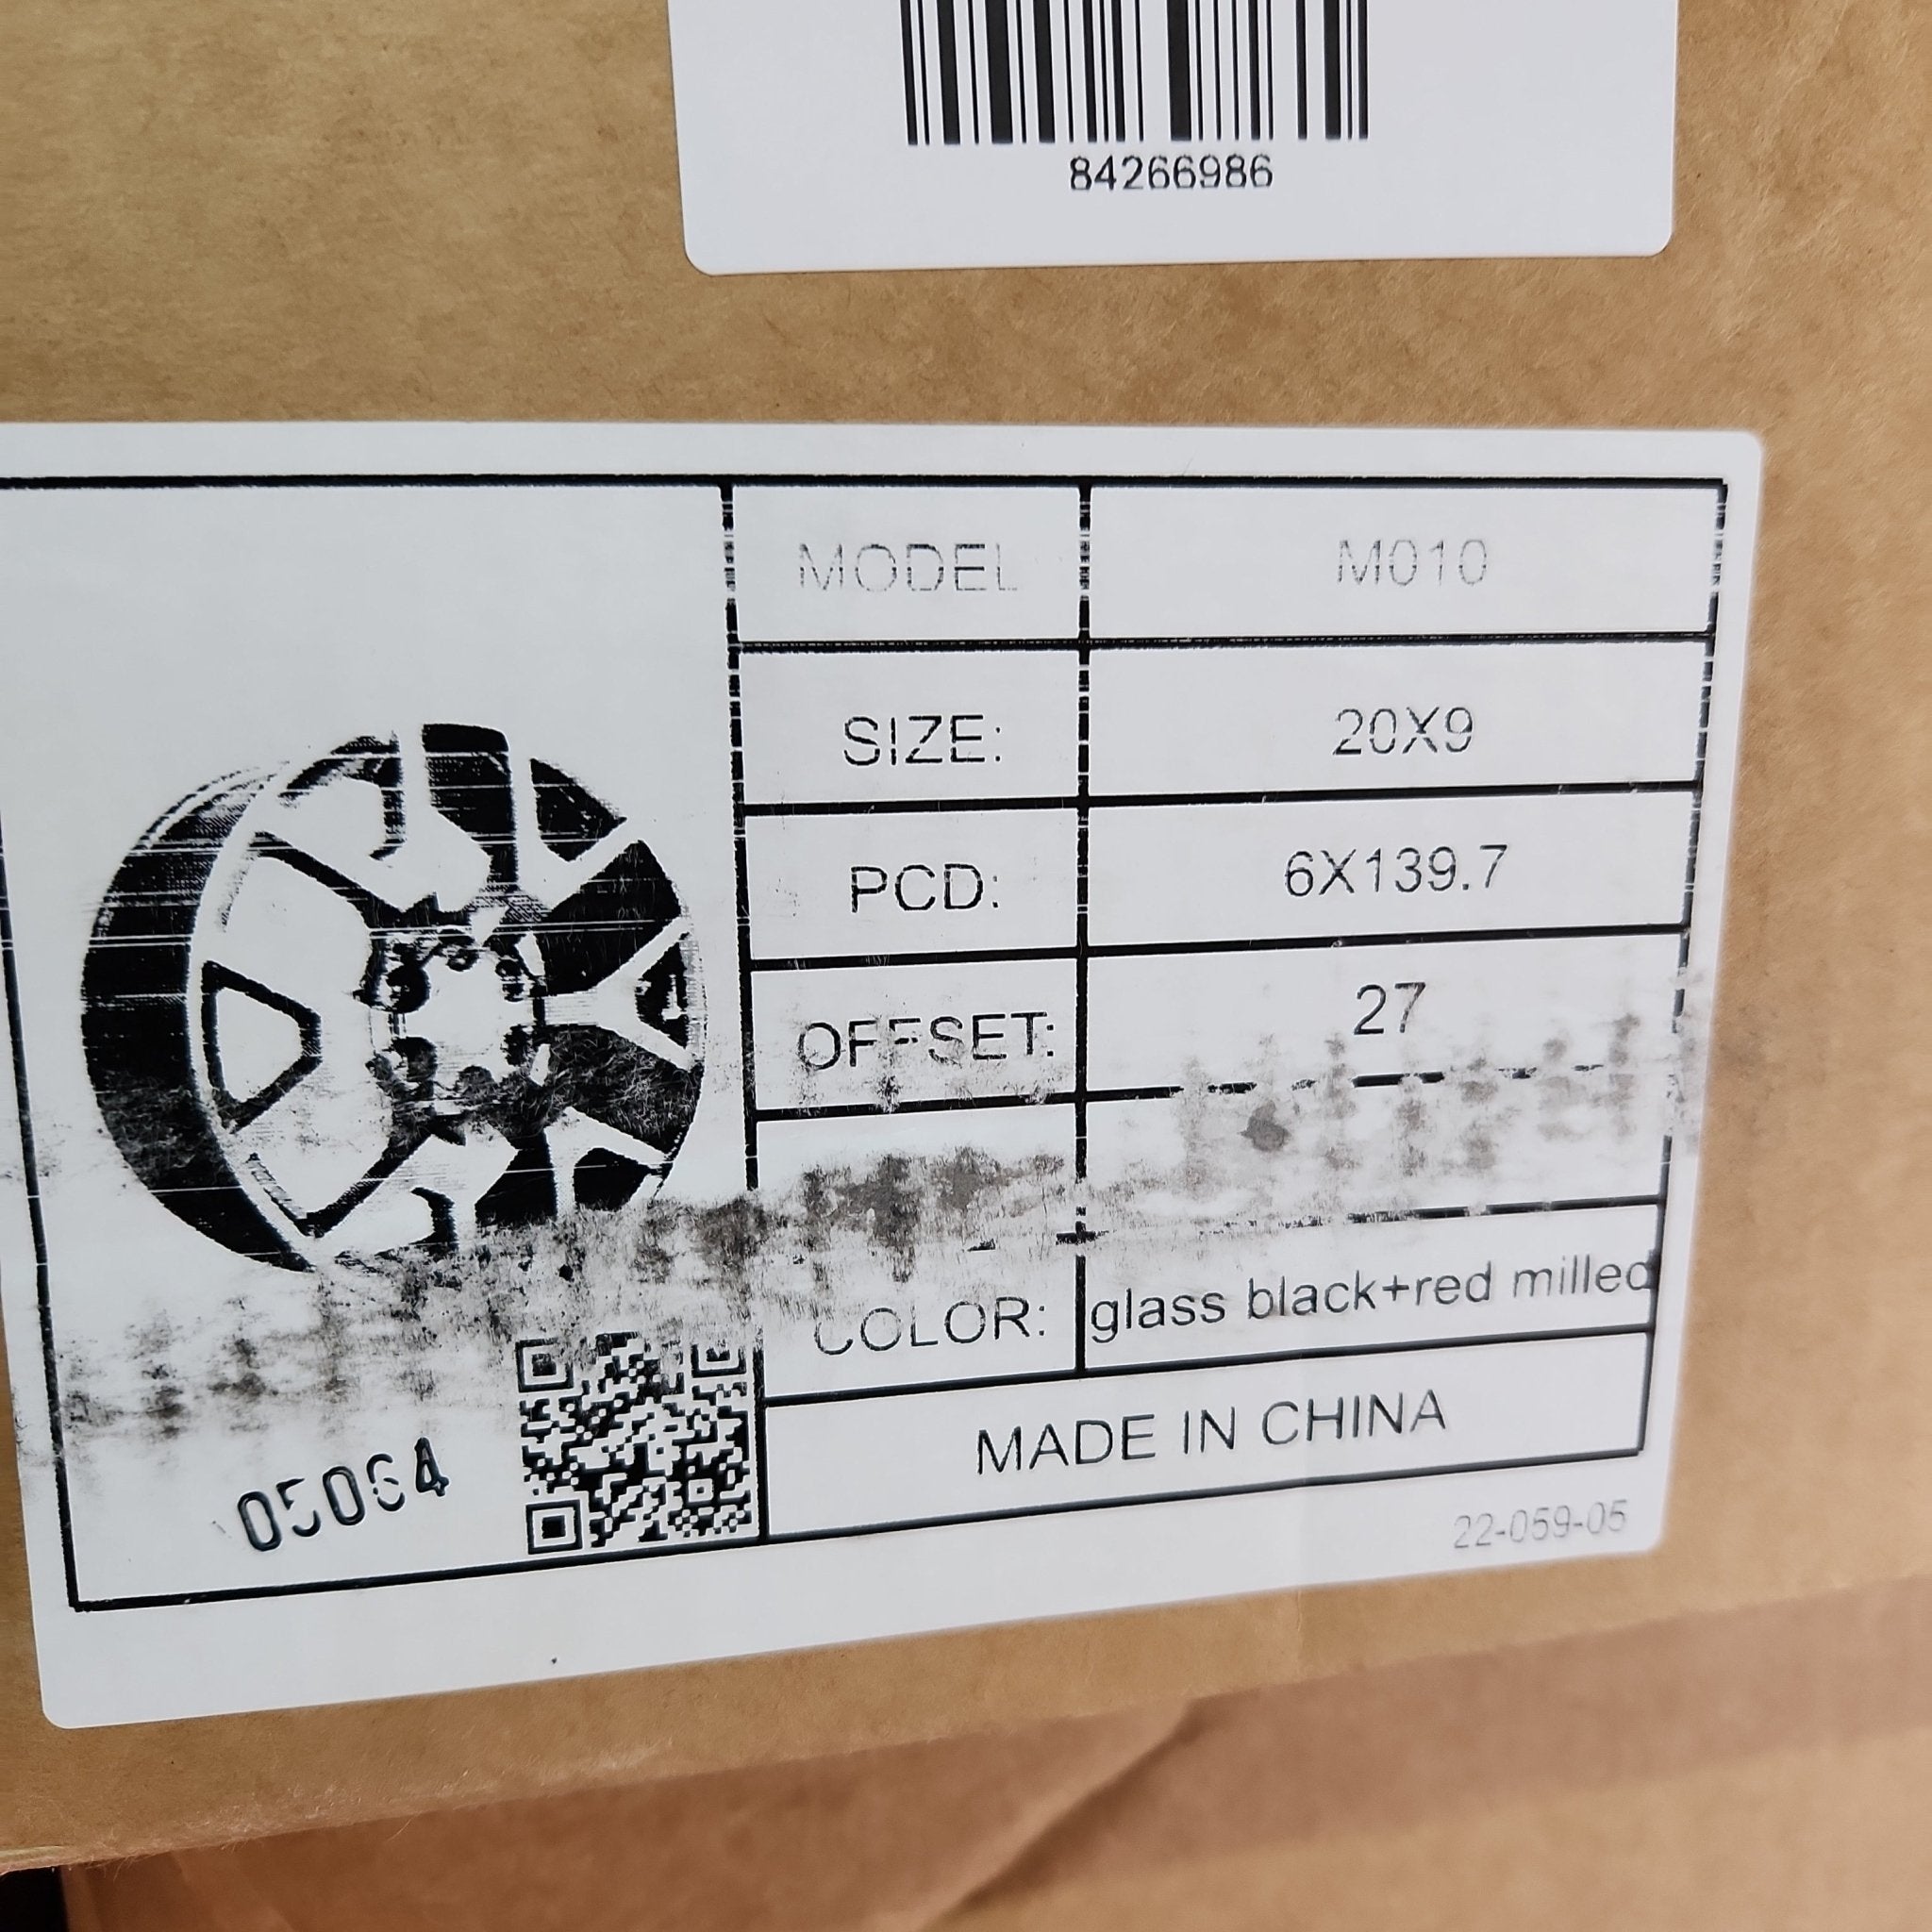 84266986
MODEL M010
SIZE: 20X9
PCD: 6X139.7
OFFSET: 27
COLOR: glass black+red milled
MADE IN CHINA
05064
22-059-05